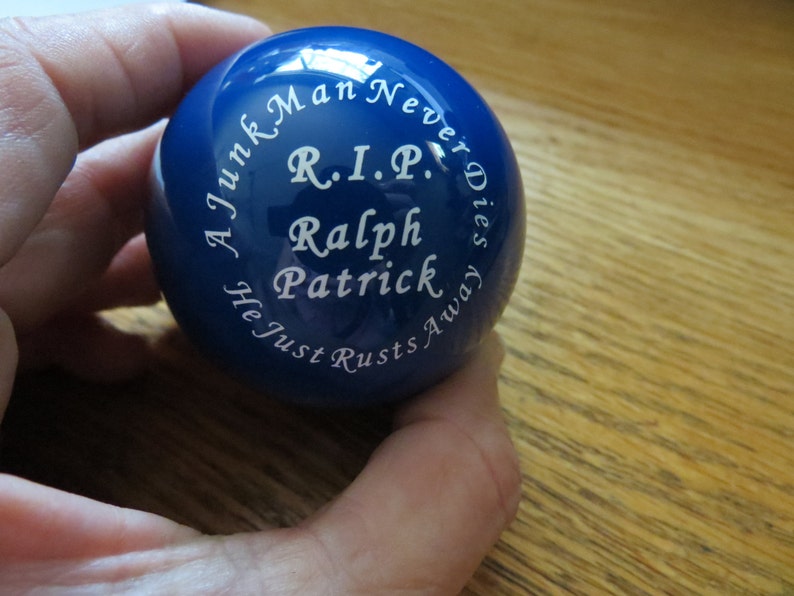 A Junk Man Never Dies
R.I.P.
Ralph
Patrick
He Just Rusts Away